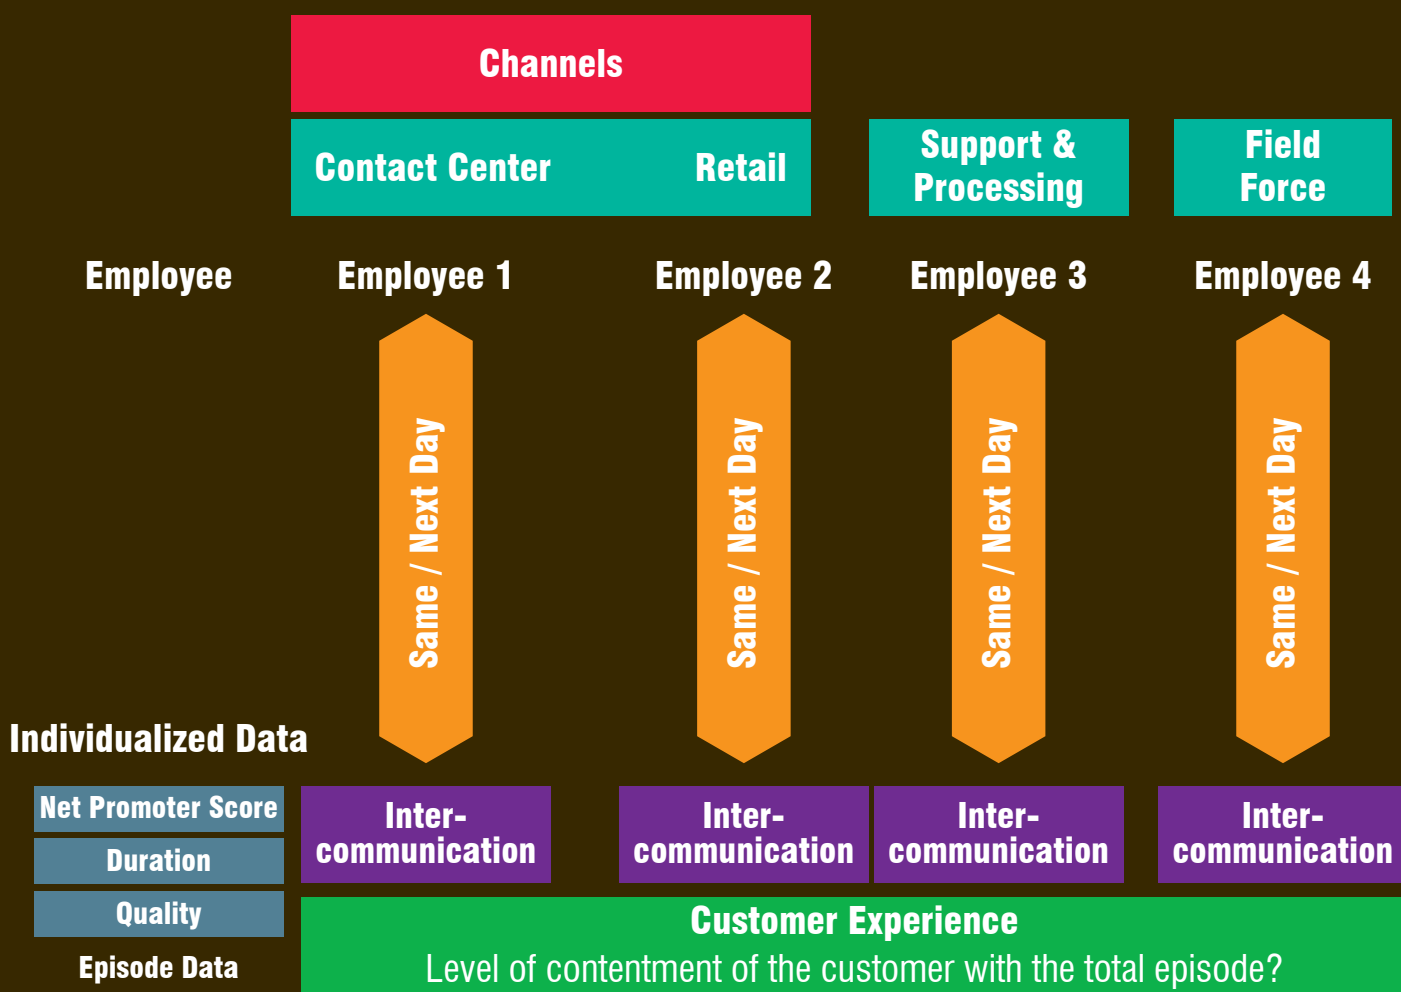 Channels
Contact Center
Retail
Support &
Processing
Field
Force
Employee
Employee 1
Employee 2
Employee 3
Employee 4
Same / Next Day
Same / Next Day
Same / Next Day
Same / Next Day
Individualized Data
Net Promoter Score
Duration
Quality
Episode Data
Inter-
communication
Inter-
communication
Inter-
communication
Inter-
communication
Customer Experience
Level of contentment of the customer with the total episode?